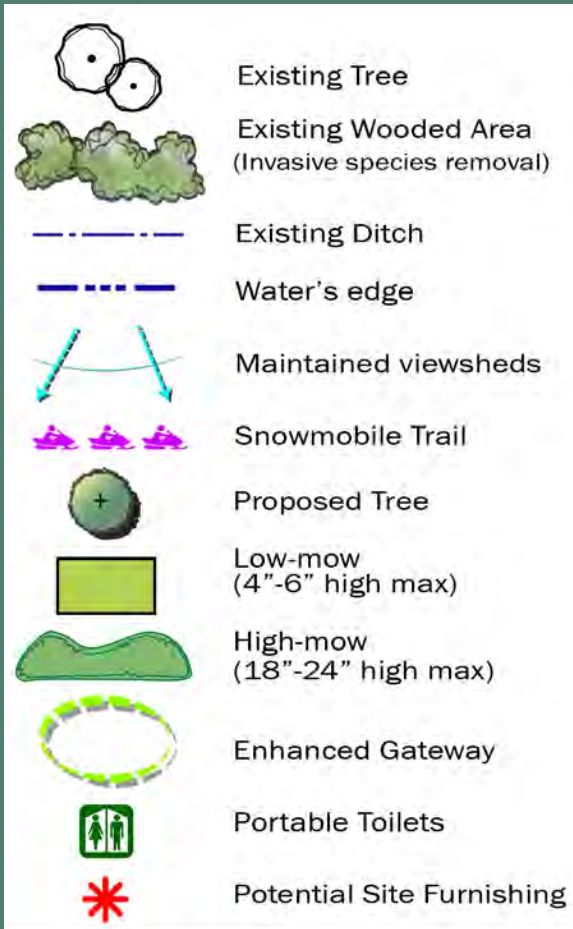 Existing Tree
Existing Wooded Area
(Invasive species removal)
Existing Ditch
Water’s edge
Maintained viewsheds
Snowmobile Trail
Proposed Tree
Low-mow
(4”-6” high max)
High-mow
(18”-24” high max)
Enhanced Gateway
Portable Toilets
Potential Site Furnishing